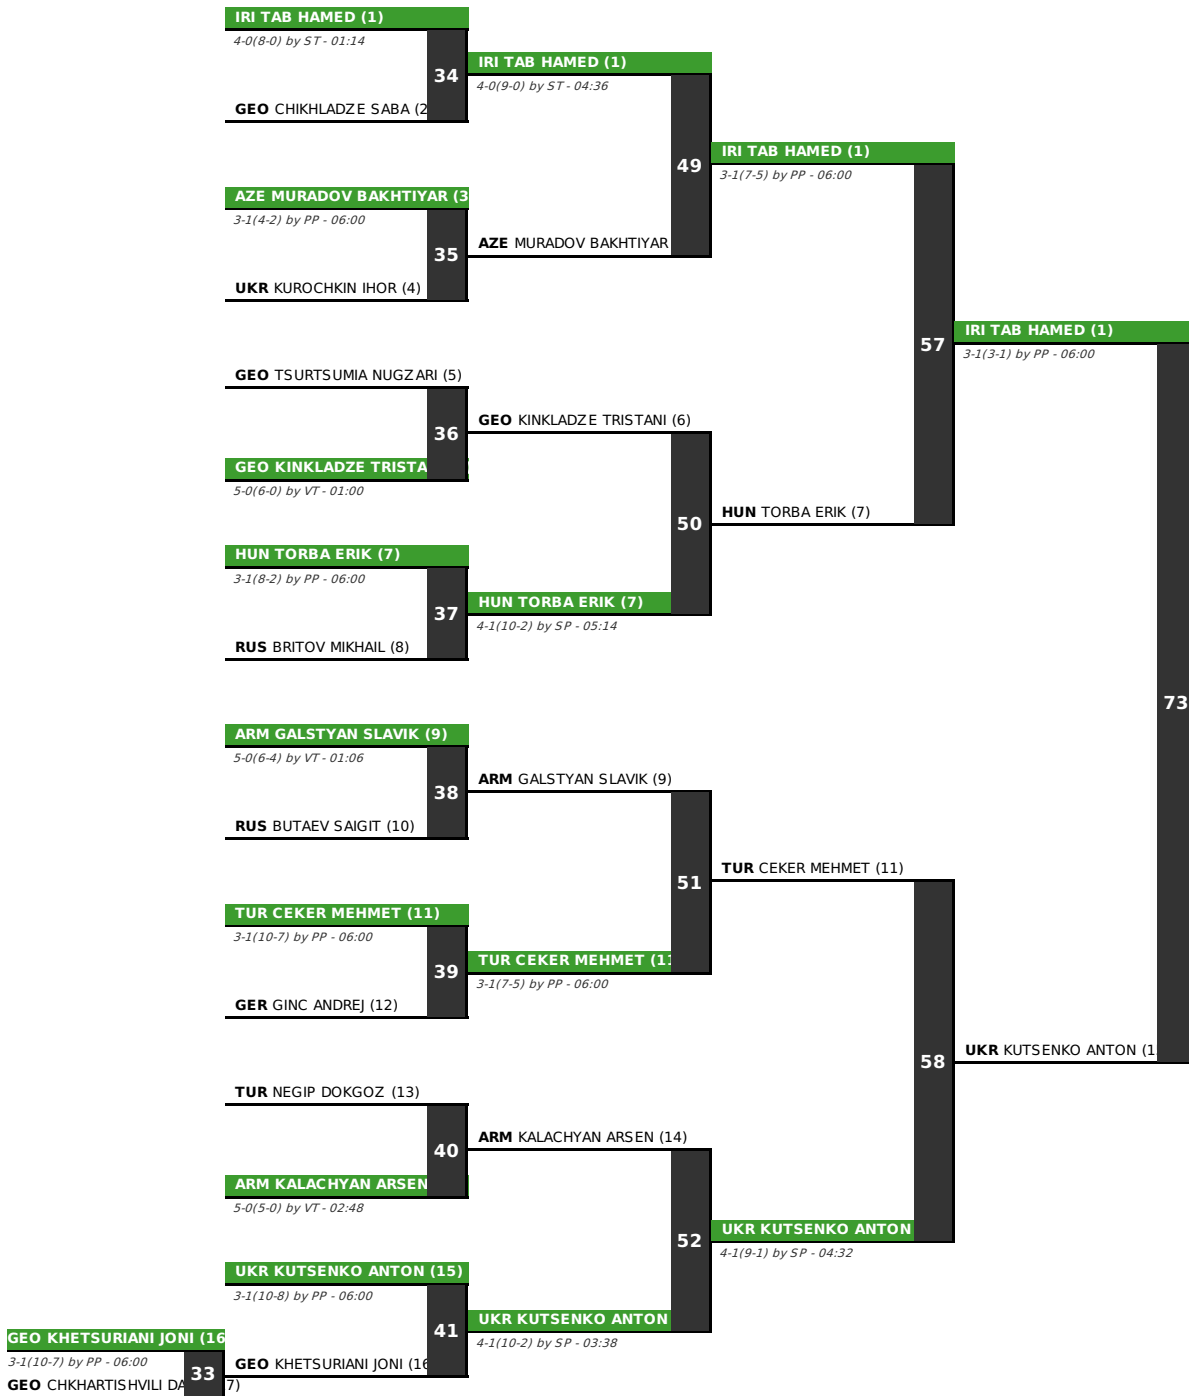 IRI TAB HAMED (1)
4-0(8-0) by ST - 01:14
34
GEO CHIKHLADZE SABA (2
IRI TAB HAMED (1)
4-0(9-0) by ST - 04:36
49
IRI TAB HAMED (1)
3-1(7-5) by PP - 06:00
AZE MURADOV BAKHTIYAR (3
3-1(4-2) by PP - 06:00
35
AZE MURADOV BAKHTIYAR
UKR KUROCHKIN IHOR (4)
57
IRI TAB HAMED (1)
3-1(3-1) by PP - 06:00
GEO TSURTSUMIA NUGZARI (5)
36
GEO KINKLADZE TRISTANI (6)
GEO KINKLADZE TRISTA
5-0(6-0) by VT - 01:00
50
HUN TORBA ERIK (7)
HUN TORBA ERIK (7)
3-1(8-2) by PP - 06:00
37
HUN TORBA ERIK (7)
4-1(10-2) by SP - 05:14
RUS BRITOV MIKHAIL (8)
73
ARM GALSTYAN SLAVIK (9)
5-0(6-4) by VT - 01:06
38
ARM GALSTYAN SLAVIK (9)
RUS BUTAEV SAIGIT (10)
51
TUR CEKER MEHMET (11)
TUR CEKER MEHMET (11)
3-1(10-7) by PP - 06:00
39
TUR CEKER MEHMET (11
3-1(7-5) by PP - 06:00
GER GINC ANDREJ (12)
58
UKR KUTSENKO ANTON (1
TUR NEGIP DOKGOZ (13)
40
ARM KALACHYAN ARSEN (14)
ARM KALACHYAN ARSEN
5-0(5-0) by VT - 02:48
52
UKR KUTSENKO ANTON
4-1(9-1) by SP - 04:32
UKR KUTSENKO ANTON (15)
3-1(10-8) by PP - 06:00
41
UKR KUTSENKO ANTON
4-1(10-2) by SP - 03:38
GEO KHETSURIANI JONI (16
GEO KHETSURIANI JONI (16
3-1(10-7) by PP - 06:00
33
GEO CHKHARTISHVILI DA 7)